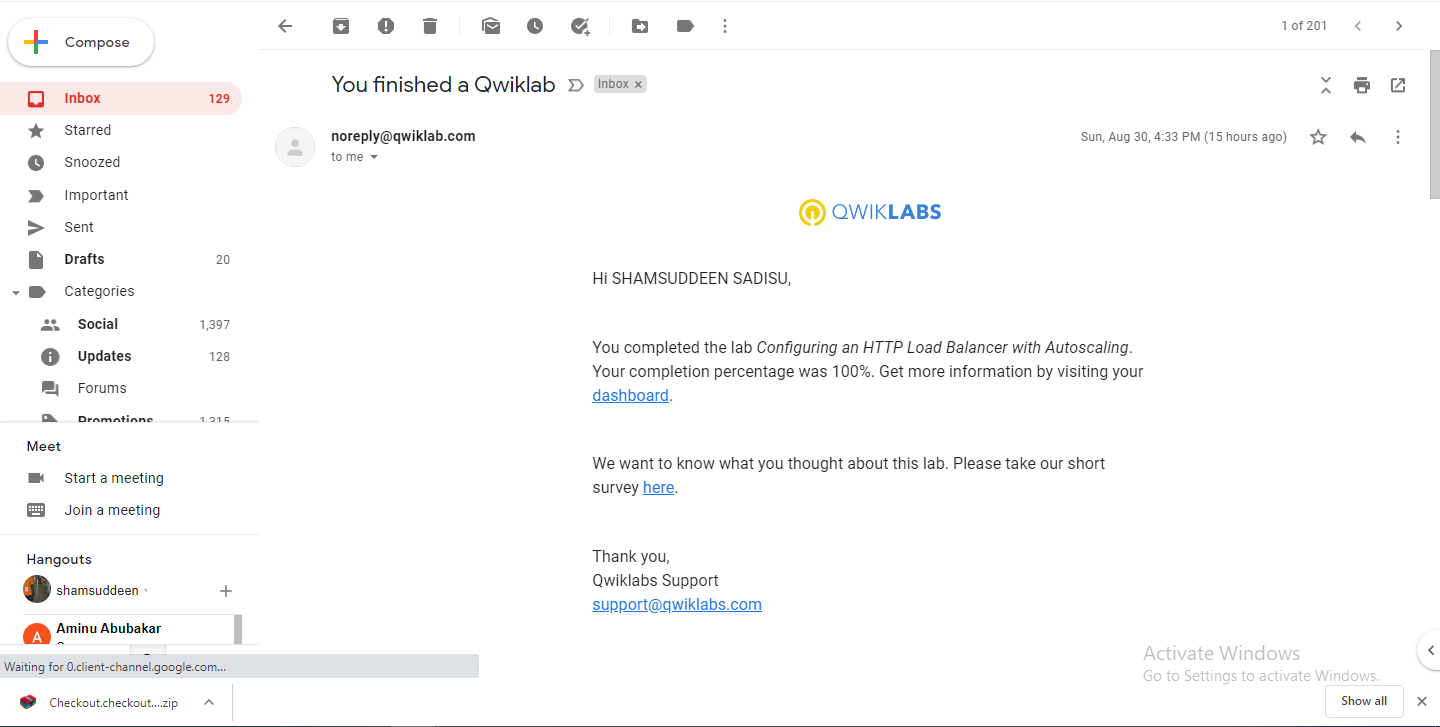 Compose
1 of 201
You finished a Qwiklab
Inbox ×
Inbox 129
Starred
Snoozed
Important
Sent
Drafts 20
Categories
Social 1,397
Updates 128
Forums
Promotions 1,315
Meet
Start a meeting
Join a meeting
Hangouts
shamsuddeen
A
Aminu Abubakar
noreply@qwiklab.com
to me
Sun, Aug 30, 4:33 PM (15 hours ago)
QWIKLABS
Hi SHAMSUDDEEN SADISU,
You completed the lab Configuring an HTTP Load Balancer with Autoscaling.
Your completion percentage was 100%. Get more information by visiting your
dashboard.
We want to know what you thought about this lab. Please take our short
survey here.
Thank you,
Qwiklabs Support
support@qwiklabs.com
Activate Windows
Go to Settings to activate Windows.
Waiting for 0.client-channel.google.com...
Checkout.checkout....zip
Show all